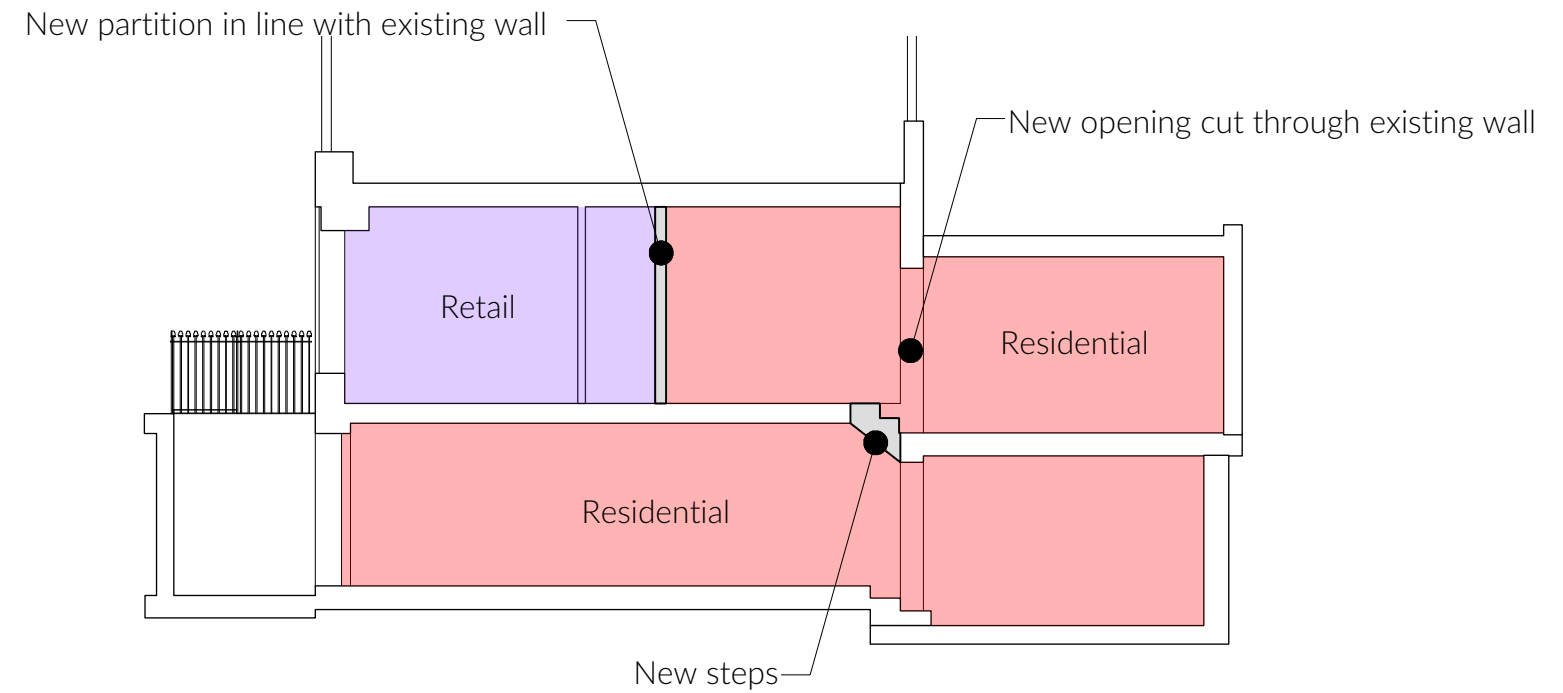 New partition in line with existing wall
New opening cut through existing wall
Retail
Residential
Residential
New steps